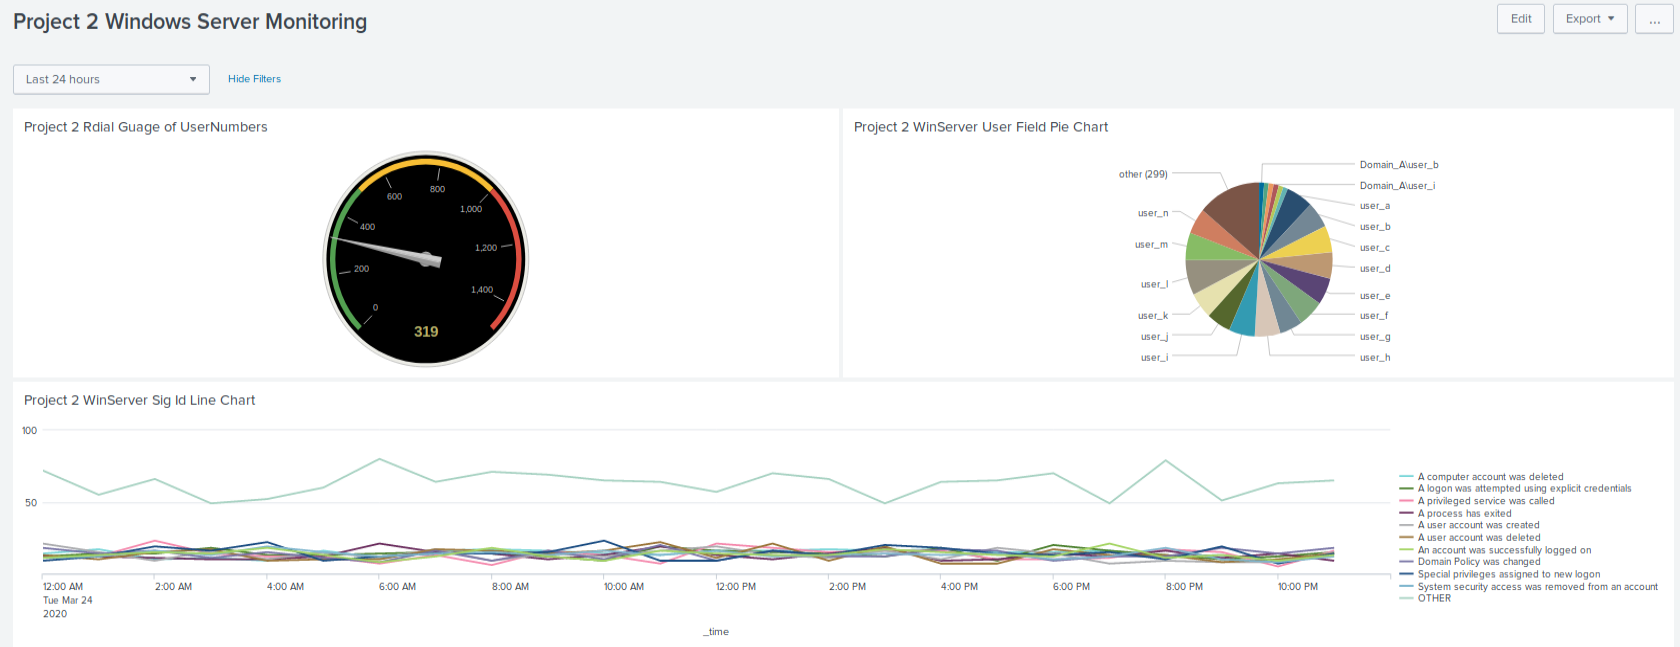 Project 2 Windows Server Monitoring
Edit
Export
...
Last 24 hours
Hide Filters
Project 2 Rdial Guage of UserNumbers
0
200
400
600
800
1,000
1,200
1,400
319
Project 2 WinServer User Field Pie Chart
other (299)
user_n
user_m
user_l
user_k
user_j
user_i
Domain_A\user_b
Domain_A\user_i
user_a
user_b
user_c
user_d
user_e
user_f
user_g
user_h
Project 2 WinServer Sig Id Line Chart
100
50
12:00 AM
Tue Mar 24
2020
2:00 AM
4:00 AM
6:00 AM
8:00 AM
10:00 AM
12:00 PM
2:00 PM
4:00 PM
6:00 PM
8:00 PM
10:00 PM
_time
A computer account was deleted
A logon was attempted using explicit credentials
A privileged service was called
A process has exited
A user account was created
A user account was deleted
An account was successfully logged on
Domain Policy was changed
Special privileges assigned to new logon
System security access was removed from an account
OTHER